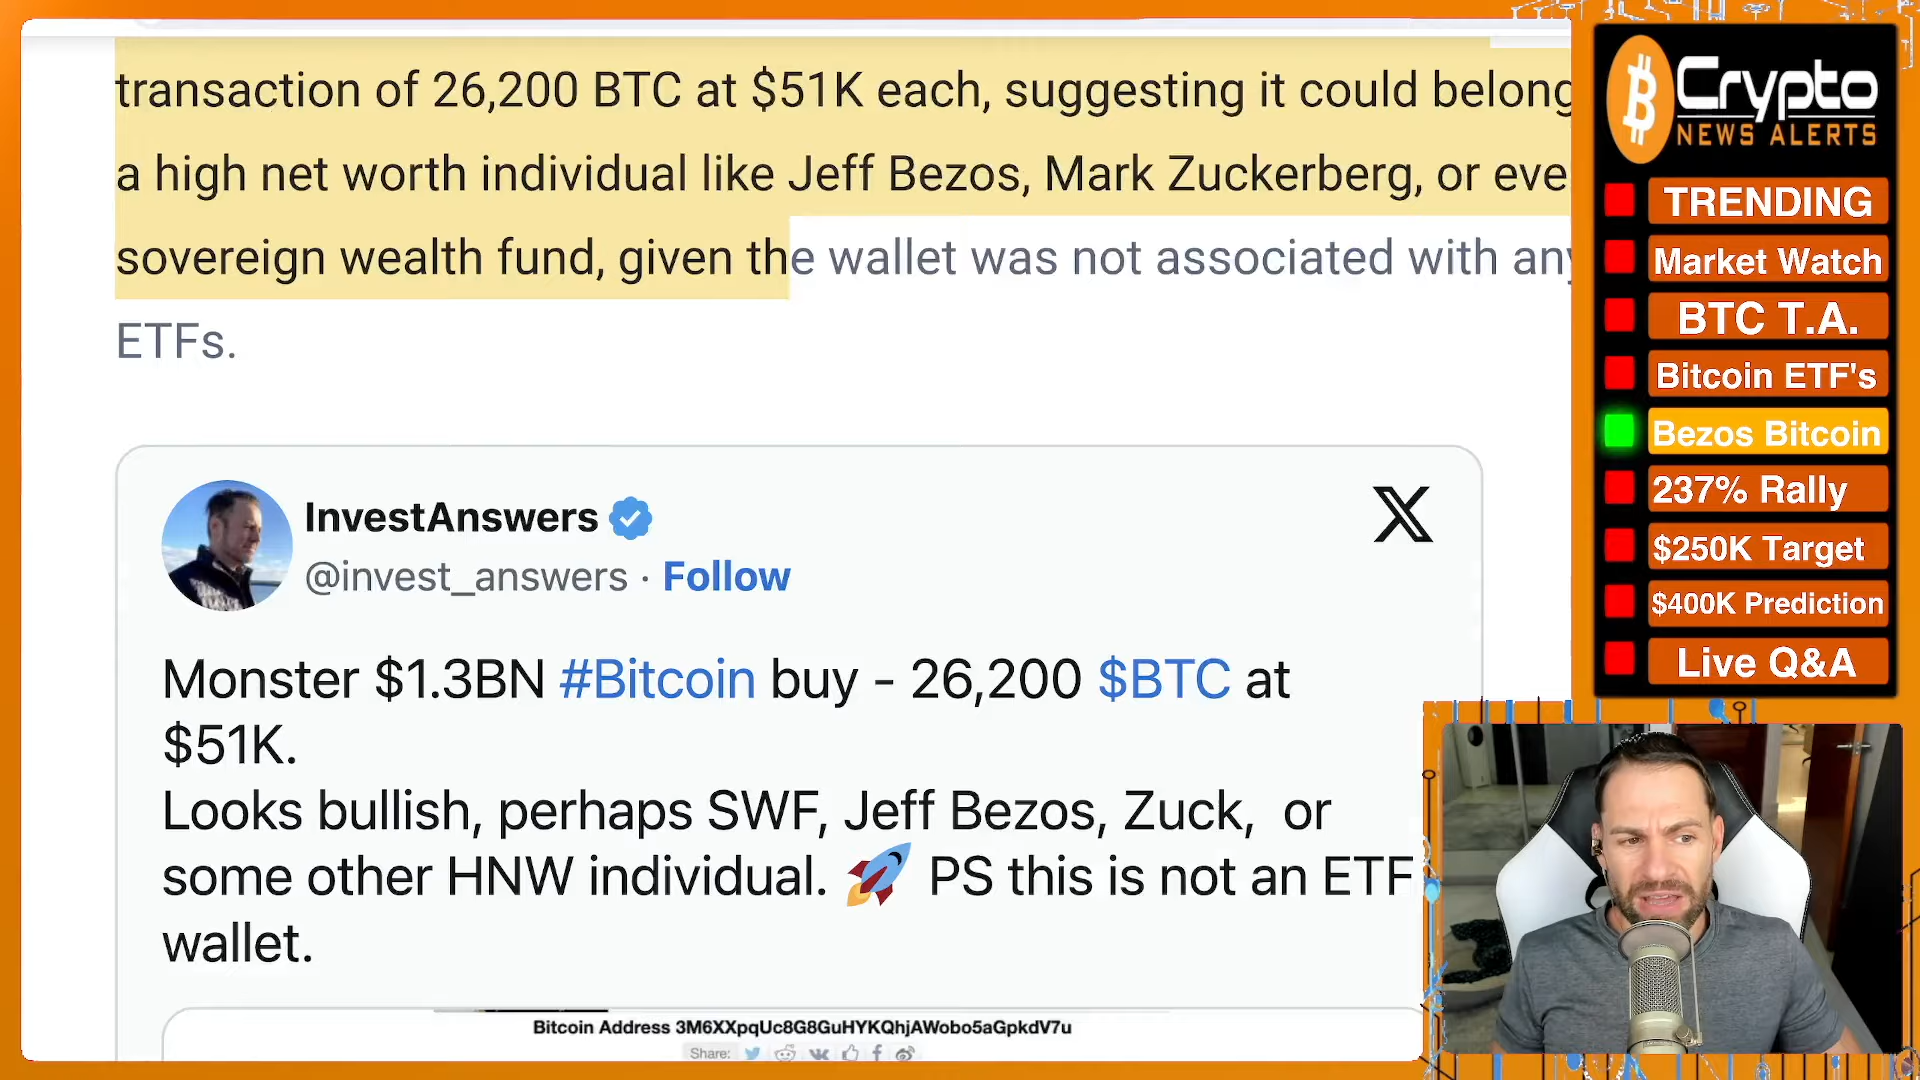 transaction of 26,200 BTC at $51K each, suggesting it could belong
a high net worth individual like Jeff Bezos, Mark Zuckerberg, or eve
sovereign wealth fund, given the wallet was not associated with any
ETFs.
InvestAnswers
@invest_answers · Follow
Monster $1.3BN #Bitcoin buy - 26,200 $BTC at
$51K.
Looks bullish, perhaps SWF, Jeff Bezos, Zuck, or
some other HNW individual. 🚀 PS this is not an ETF
wallet.
Bitcoin Address 3M6XXpqUc8G8GuHYKQhjAWobo5aGpkdV7u
Share:
Crypto
NEWS ALERTS
TRENDING
Market Watch
BTC T.A.
Bitcoin ETF's
Bezos Bitcoin
237% Rally
$250K Target
$400K Prediction
Live Q&A